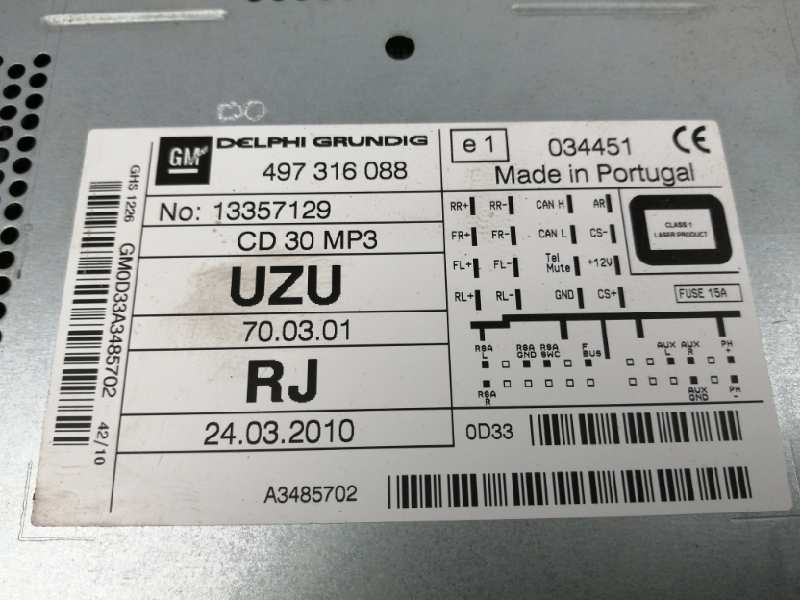 GM DELPHI GRUNDIG
497 316 088
e1 034451 CE
Made in Portugal
GHS 1226
GM0D33A3485702
42/10
No: 13357129
CD 30 MP3
UZU
70.03.01
RJ
24.03.2010
RR+ RR- CAN H AR
FR+ FR- CAN L CS-
FL+ FL- Tel Mute +12V
RL+ RL- GND CS+
CLASS 1
LASER PRODUCT
FUSE 15A
RSA L RSA GND RSA SWC F BUS AUX L AUX R PH +
RSA R AUX GND PH -
0D33
A3485702